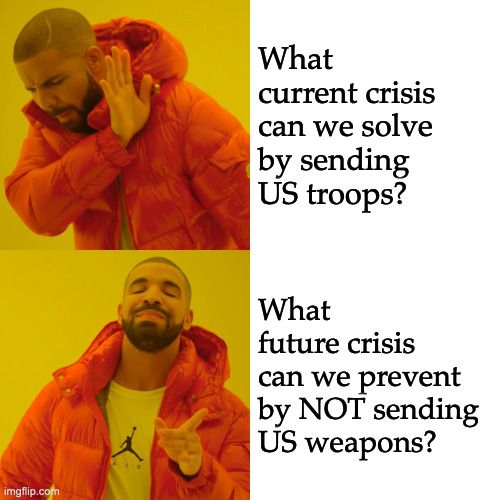 What
current crisis
can we solve
by sending
US troops?
What
future crisis
can we prevent
by NOT sending
US weapons?
imgflip.com